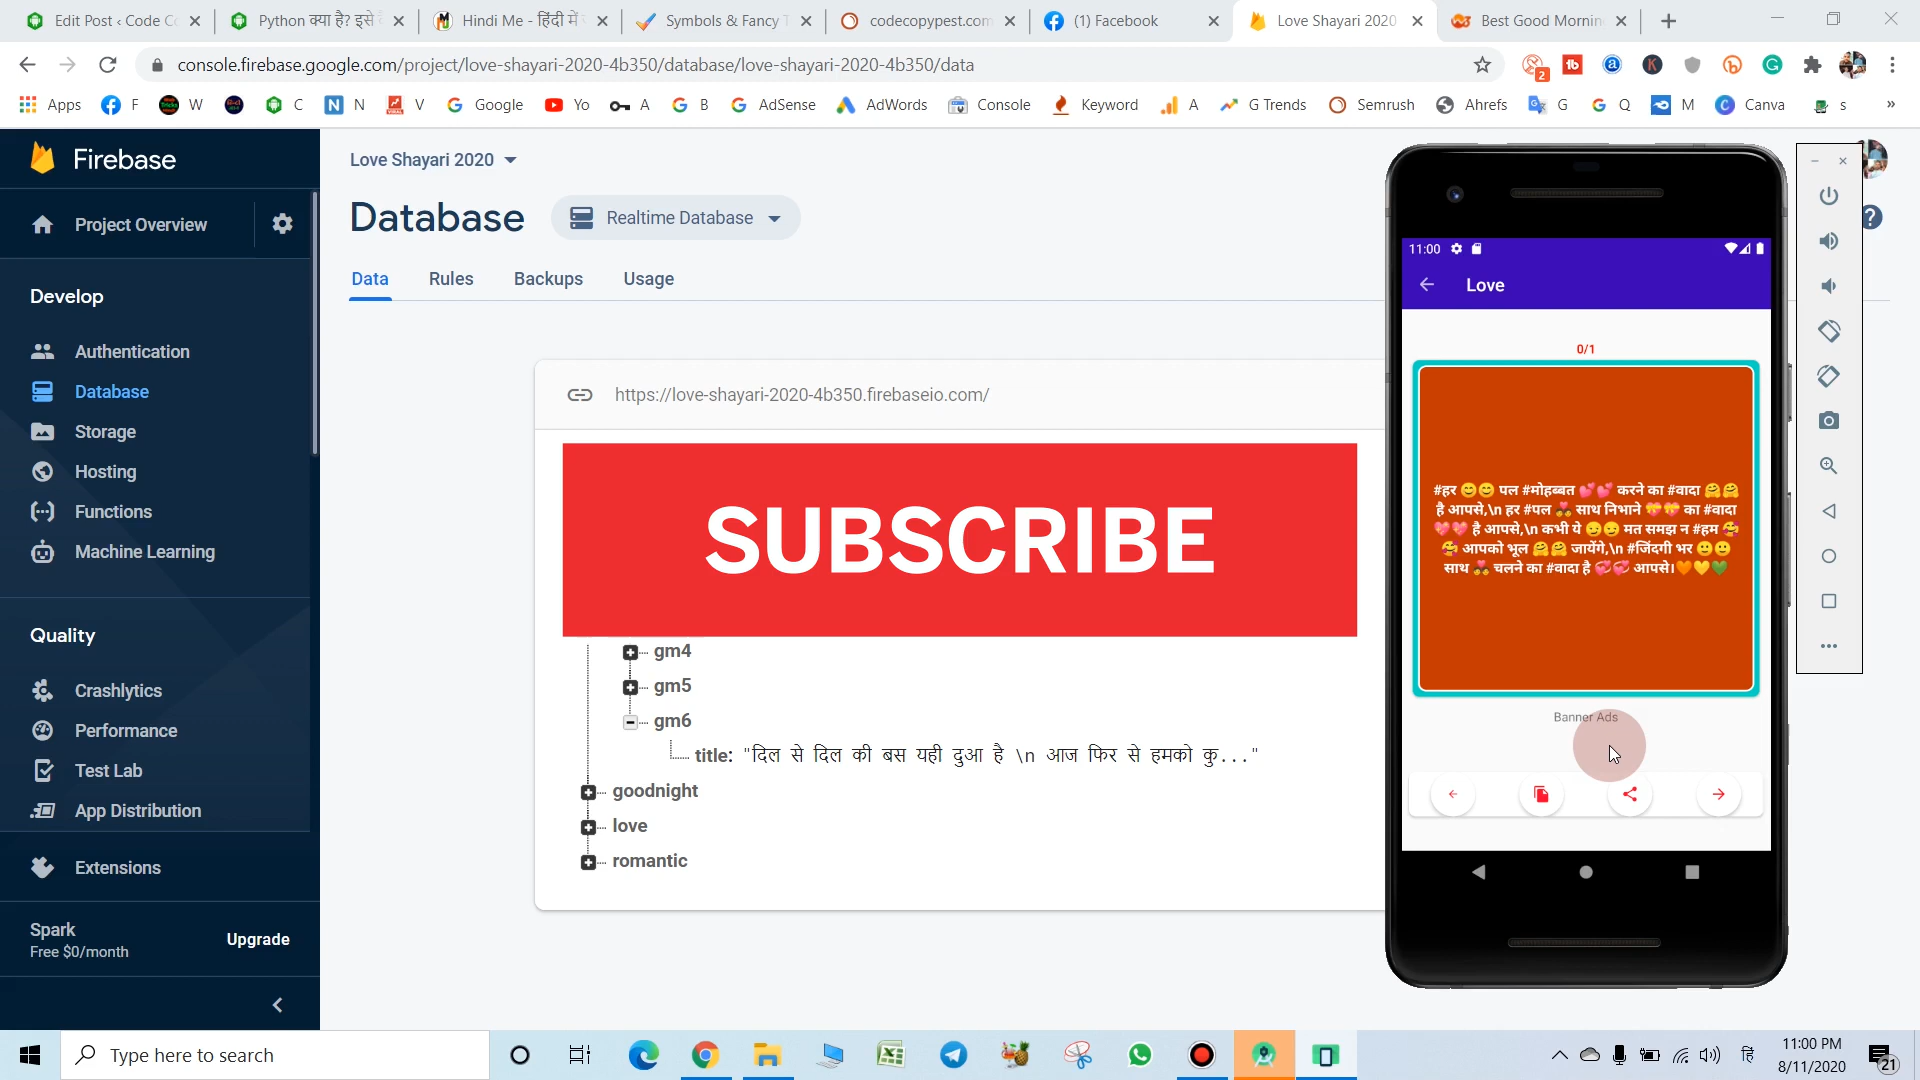 Edit Post ‹ Code C
Python क्या है? इसे
Hindi Me - हिंदी में
Symbols & Fancy T
codecopypest.com
(1) Facebook
Love Shayari 2020
Best Good Mornin
console.firebase.google.com/project/love-shayari-2020-4b350/database/love-shayari-2020-4b350/data
Apps F W C N V Google Yo A B AdSense AdWords Console Keyword A G Trends Semrush Ahrefs G Q M Canva s »
Firebase
Project Overview
Develop
Authentication
Database
Storage
Hosting
Functions
Machine Learning
Quality
Crashlytics
Performance
Test Lab
App Distribution
Extensions
Spark
Free $0/month
Upgrade
Love Shayari 2020
Database
Realtime Database
Data Rules Backups Usage
https://love-shayari-2020-4b350.firebaseio.com/
SUBSCRIBE
gm4
gm5
gm6
title: "दिल से दिल की बस यही दुआ है \n आज फिर से हमको कु..."
goodnight
love
romantic
11:00
Love
0/1
#हर 😊😊 पल #मोहब्बत 💕💕 करने का #वादा 🤗🤗
है आपसे,\n हर #पल 💑 साथ निभाने 💝💝 का #वादा
💖💖 है आपसे,\n कभी ये 😏😏 मत समझ न #हम 🥰
🥰 आपको भूल 🤗🤗 जायेंगे,\n #जिंदगी भर 🙂🙂
साथ 💑 चलने का #वादा है 💞💞 आपसे।🧡💛💚
Banner Ads
Type here to search
हि
11:00 PM
8/11/2020
21